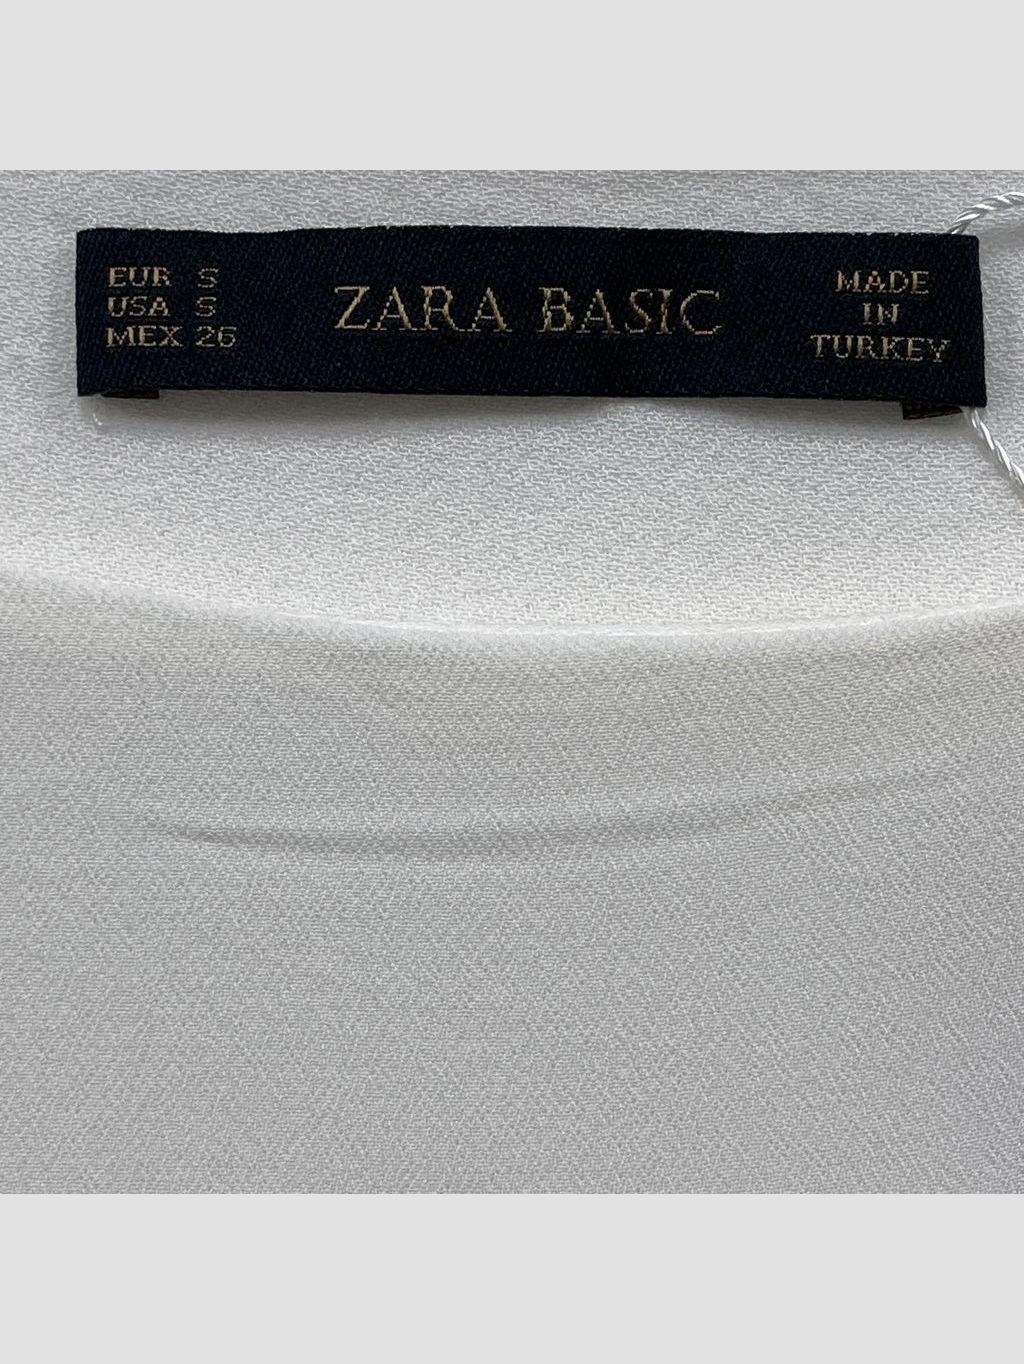 EUR S
USA S
MEX 26
ZARA BASIC
MADE
IN
TURKEY